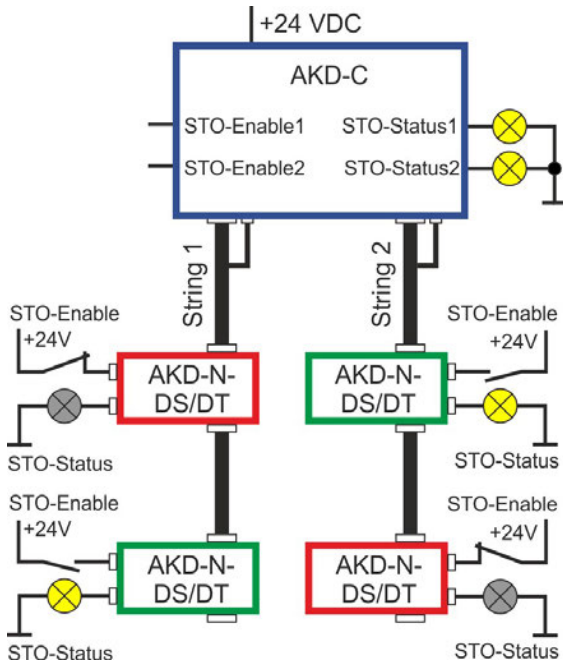 +24 VDC
AKD-C
STO-Enable1
STO-Status1
STO-Enable2
STO-Status2
String 1
String 2
STO-Enable
+24V
AKD-N-
DS/DT
STO-Status
AKD-N-
DS/DT
STO-Enable
+24V
STO-Status
STO-Enable
+24V
AKD-N-
DS/DT
STO-Status
AKD-N-
DS/DT
STO-Enable
+24V
STO-Status